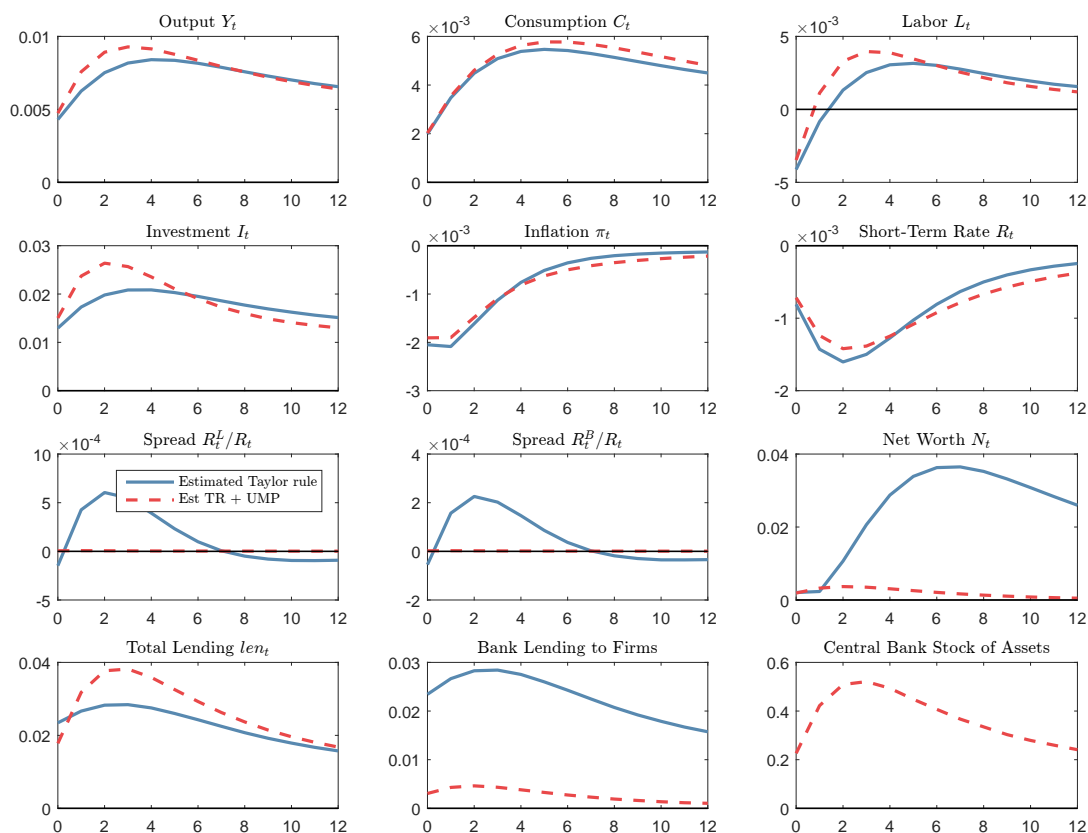 Output Y_t
0.01
0.005
0
0 2 4 6 8 10 12
Consumption C_t
×10^-3
6
4
2
0
0 2 4 6 8 10 12
Labor L_t
×10^-3
5
0
-5
0 2 4 6 8 10 12
Investment I_t
0.03
0.02
0.01
0
0 2 4 6 8 10 12
Inflation π_t
×10^-3
0
-1
-2
-3
0 2 4 6 8 10 12
Short-Term Rate R_t
×10^-3
0
-1
-2
0 2 4 6 8 10 12
Spread R_t^L/R_t
×10^-4
10
5
0
-5
0 2 4 6 8 10 12
Estimated Taylor rule
Est TR + UMP
Spread R_t^B/R_t
×10^-4
4
2
0
-2
0 2 4 6 8 10 12
Net Worth N_t
0.04
0.02
0
0 2 4 6 8 10 12
Total Lending len_t
0.04
0.02
0
0 2 4 6 8 10 12
Bank Lending to Firms
0.03
0.02
0.01
0
0 2 4 6 8 10 12
Central Bank Stock of Assets
0.6
0.4
0.2
0
0 2 4 6 8 10 12